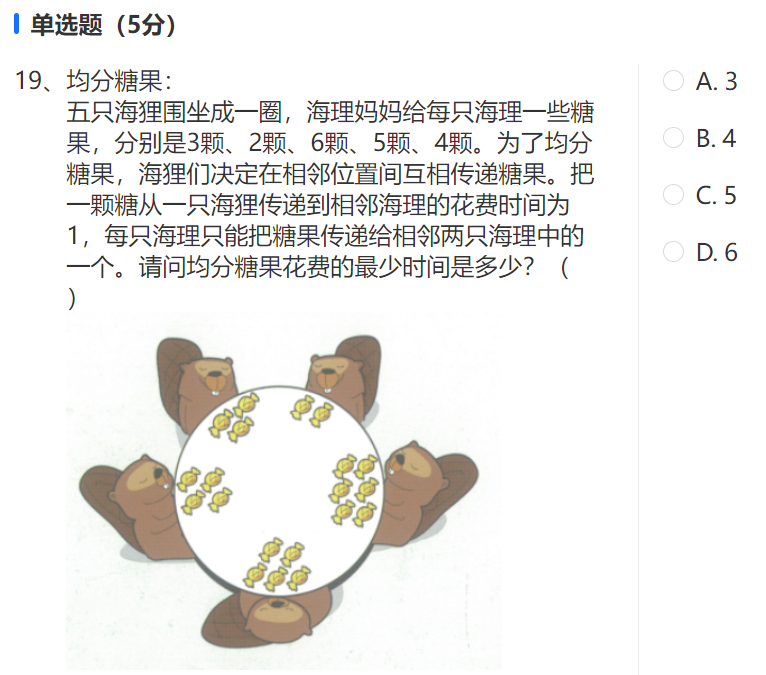 单选题（5分）
19、均分糖果：
五只海狸围坐成一圈，海理妈妈给每只海理一些糖
果，分别是3颗、2颗、6颗、5颗、4颗。为了均分
糖果，海狸们决定在相邻位置间互相传递糖果。把
一颗糖从一只海狸传递到相邻海理的花费时间为
1，每只海理只能把糖果传递给相邻两只海理中的
一个。请问均分糖果花费的最少时间是多少？（
）
A. 3
B. 4
C. 5
D. 6